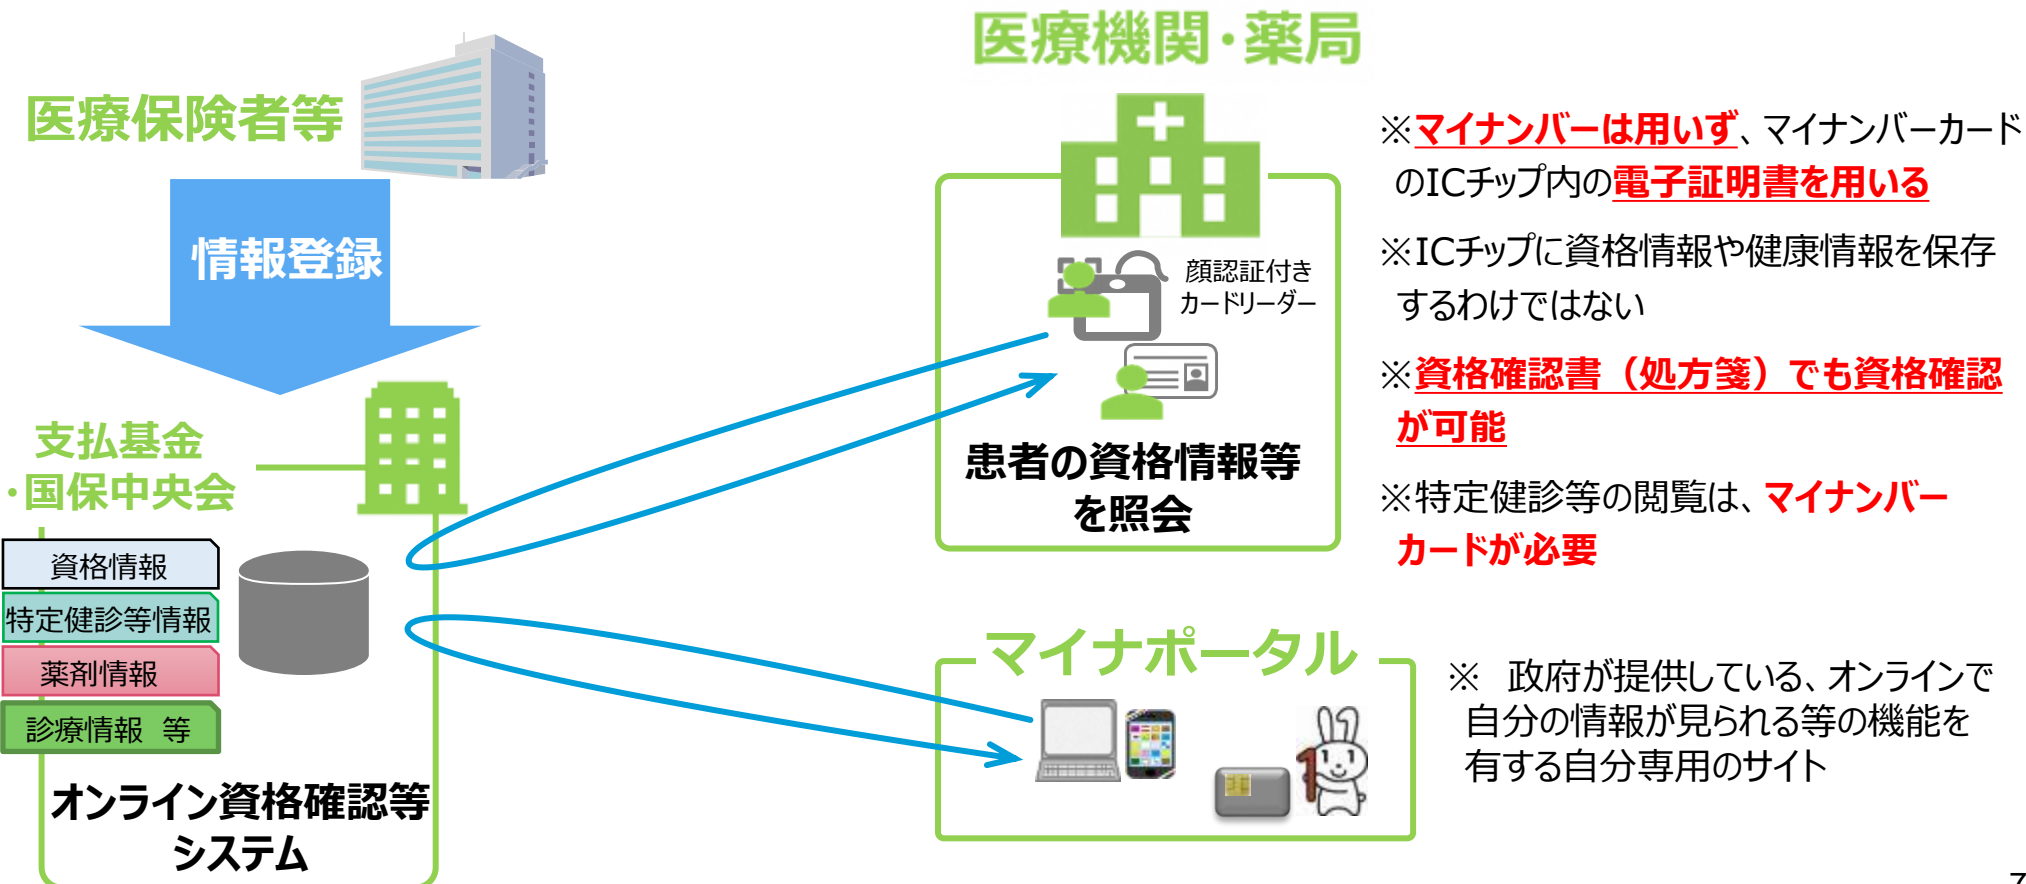 医療保険者等
情報登録
支払基金
・国保中央会
資格情報
特定健診等情報
薬剤情報
診療情報 等
オンライン資格確認等
システム
医療機関・薬局
顔認証付き
カードリーダー
患者の資格情報等
を照会
※マイナンバーは用いず、マイナンバーカード
のICチップ内の電子証明書を用いる
※ICチップに資格情報や健康情報を保存
するわけではない
※資格確認書（処方箋）でも資格確認
が可能
※特定健診等の閲覧は、マイナンバー
カードが必要
マイナポータル
※ 政府が提供している、オンラインで
自分の情報が見られる等の機能を
有する自分専用のサイト